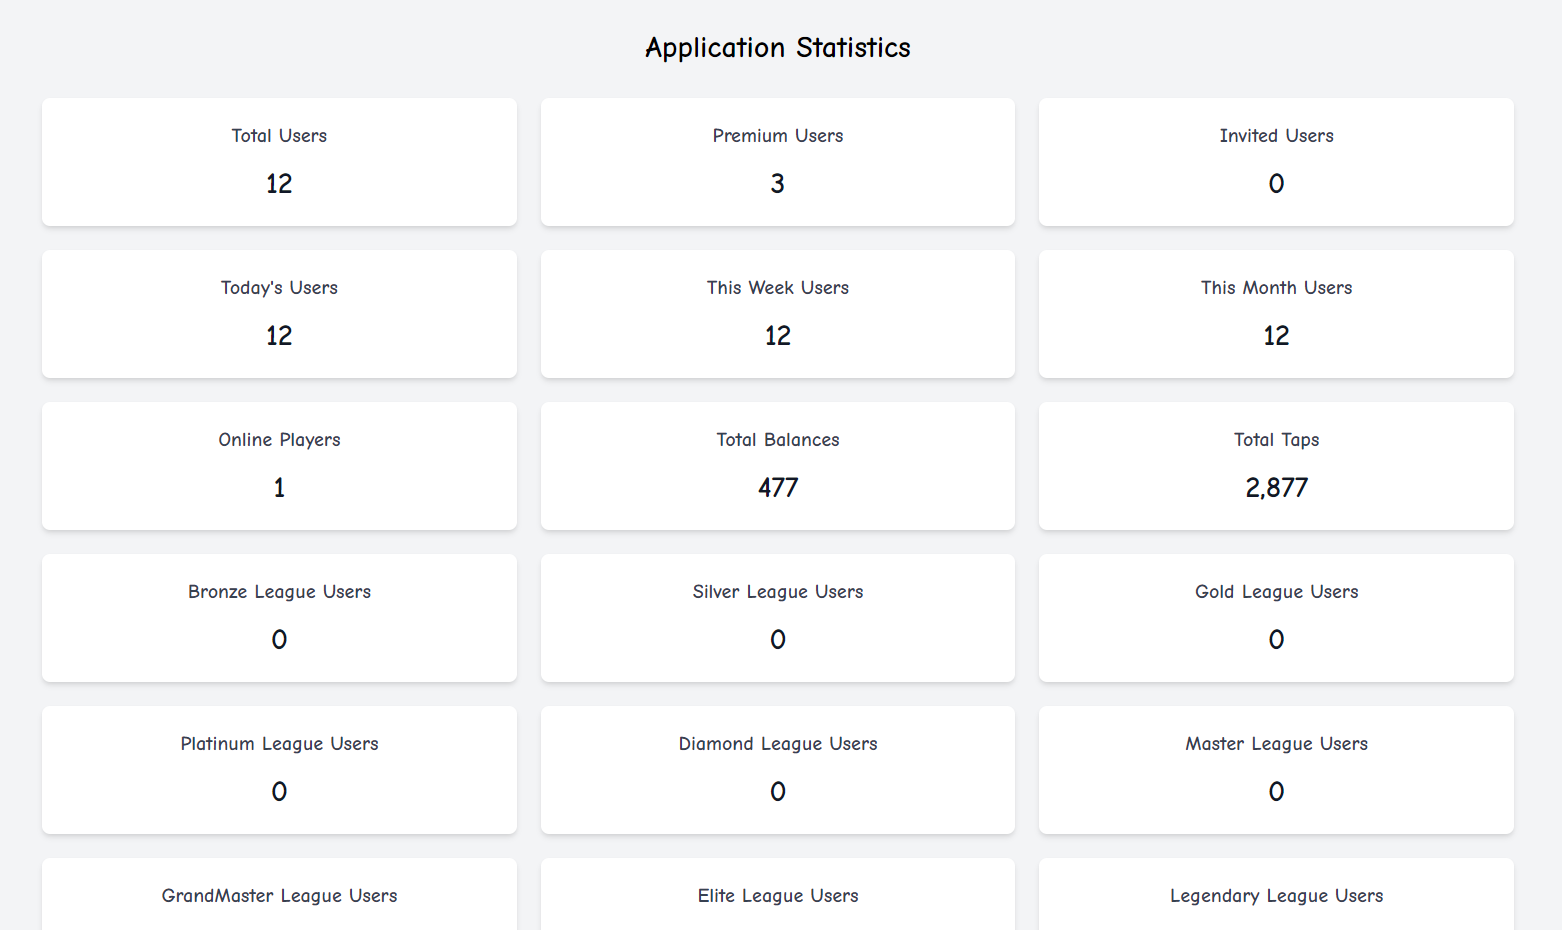 Application Statistics
Total Users
12
Premium Users
3
Invited Users
0
Today's Users
12
This Week Users
12
This Month Users
12
Online Players
1
Total Balances
477
Total Taps
2,877
Bronze League Users
0
Silver League Users
0
Gold League Users
0
Platinum League Users
0
Diamond League Users
0
Master League Users
0
GrandMaster League Users
Elite League Users
Legendary League Users